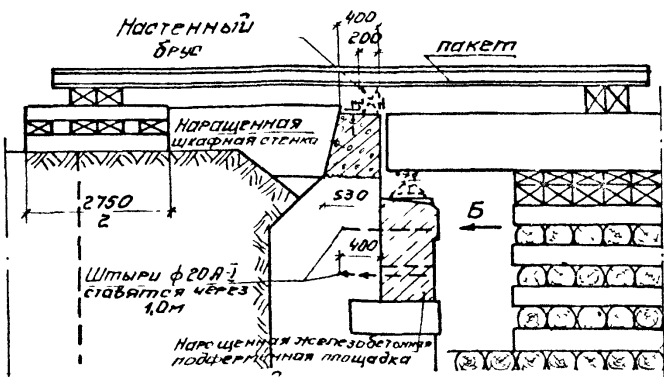 400
200
Настенный
брус
пакет
Наращенная
шкафная стенка
530
2750
2
Б
400
Штыри ф20А-I
ставятся через
1,0м
Наращенная железобетонная
подферменная площадка